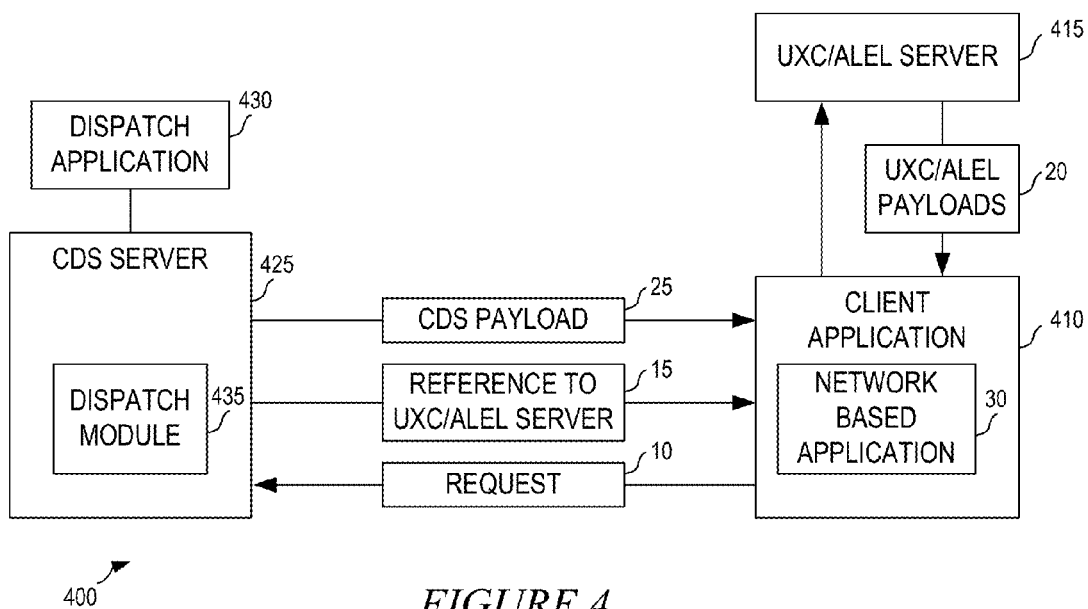 UXC/ALEL SERVER
415
430
DISPATCH
APPLICATION
UXC/ALEL
PAYLOADS
20
CDS SERVER
425
25
CDS PAYLOAD
CLIENT
APPLICATION
410
DISPATCH
MODULE
435
15
REFERENCE TO
UXC/ALEL SERVER
NETWORK
BASED
APPLICATION
30
10
REQUEST
400
FIGURE 4